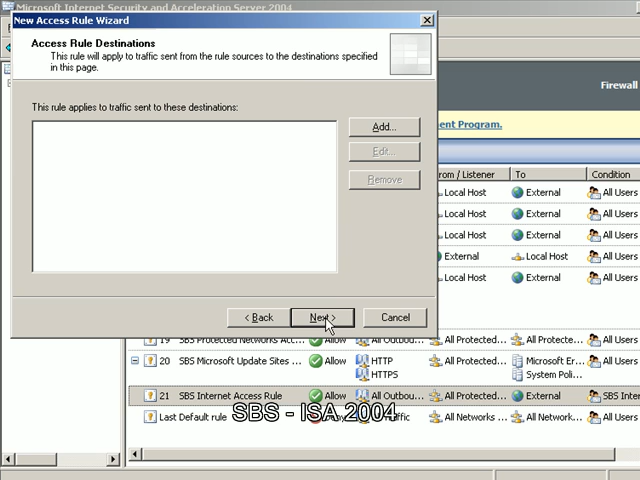 Microsoft Internet Security and Acceleration Server 2004
New Access Rule Wizard
Access Rule Destinations
This rule will apply to traffic sent from the rule sources to the destinations specified
in this page.
Firewall
This rule applies to traffic sent to these destinations:
Add...
ent Program.
Edit...
Remove
rom / Listener To Condition
Local Host External All Users
Local Host External All Users
External Local Host All Users
Local Host External All Users
< Back Next > Cancel
19 SBS Protected Networks Acc... Allow All Outbou... All Protected... All Protecte... All Users
20 SBS Microsoft Update Sites ... Allow HTTP All Protected... Microsoft Er... All Users
HTTPS System Poli...
21 SBS Internet Access Rule Allow All Outbou... All Protected... External SBS Inter
Last Default rule Traffic All Networks ... All Network... All Users
SBS - ISA 2004